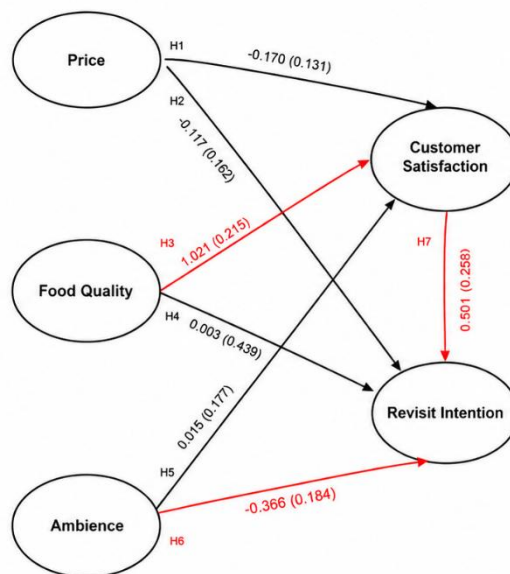 Price
H1
-0.170 (0.131)
H2
-0.117 (0.162)
Customer
Satisfaction
H3
1.021 (0.215)
H7
0.501 (0.258)
Food Quality
H4
0.003 (0.439)
Revisit Intention
H5
0.015 (0.177)
Ambience
H6
-0.366 (0.184)